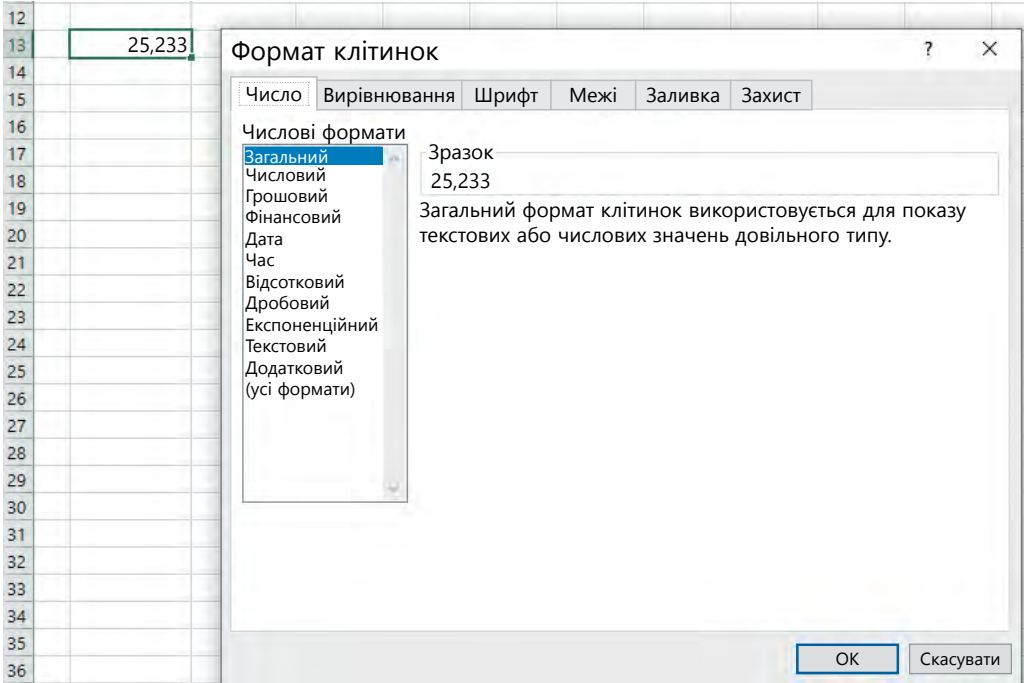 12
13 25,233
14
15
16
17
18
19
20
21
22
23
24
25
26
27
28
29
30
31
32
33
34
35
36
Формат клітинок ? ×
Число Вирівнювання Шрифт Межі Заливка Захист
Числові формати
Загальний
Числовий
Грошовий
Фінансовий
Дата
Час
Відсотковий
Дробовий
Експоненційний
Текстовий
Додатковий
(усі формати)
Зразок
25,233
Загальний формат клітинок використовується для показу
текстових або числових значень довільного типу.
ОК Скасувати